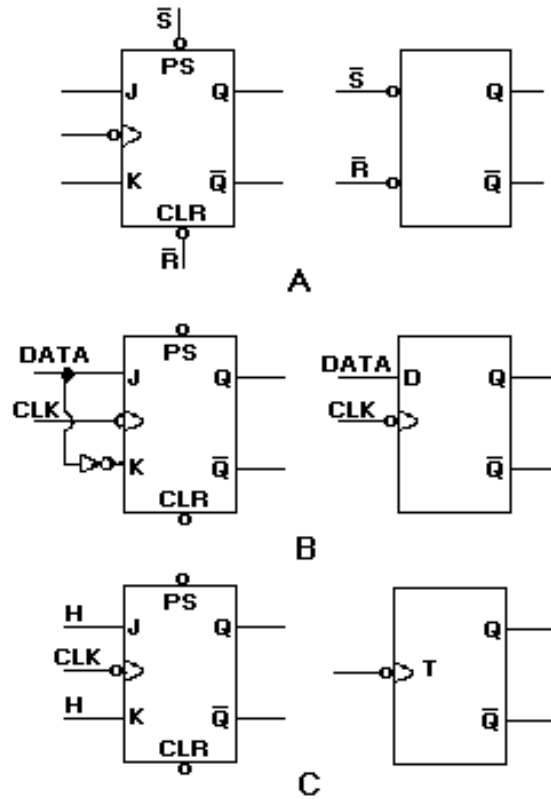 S̅
PS
J Q S̅ Q
K Q̅ R̅ Q̅
CLR
R̅
A
PS
DATA J Q DATA D Q
CLK CLK
K Q̅ Q̅
CLR
B
PS
H J Q Q
CLK T
H K Q̅ Q̅
CLR
C